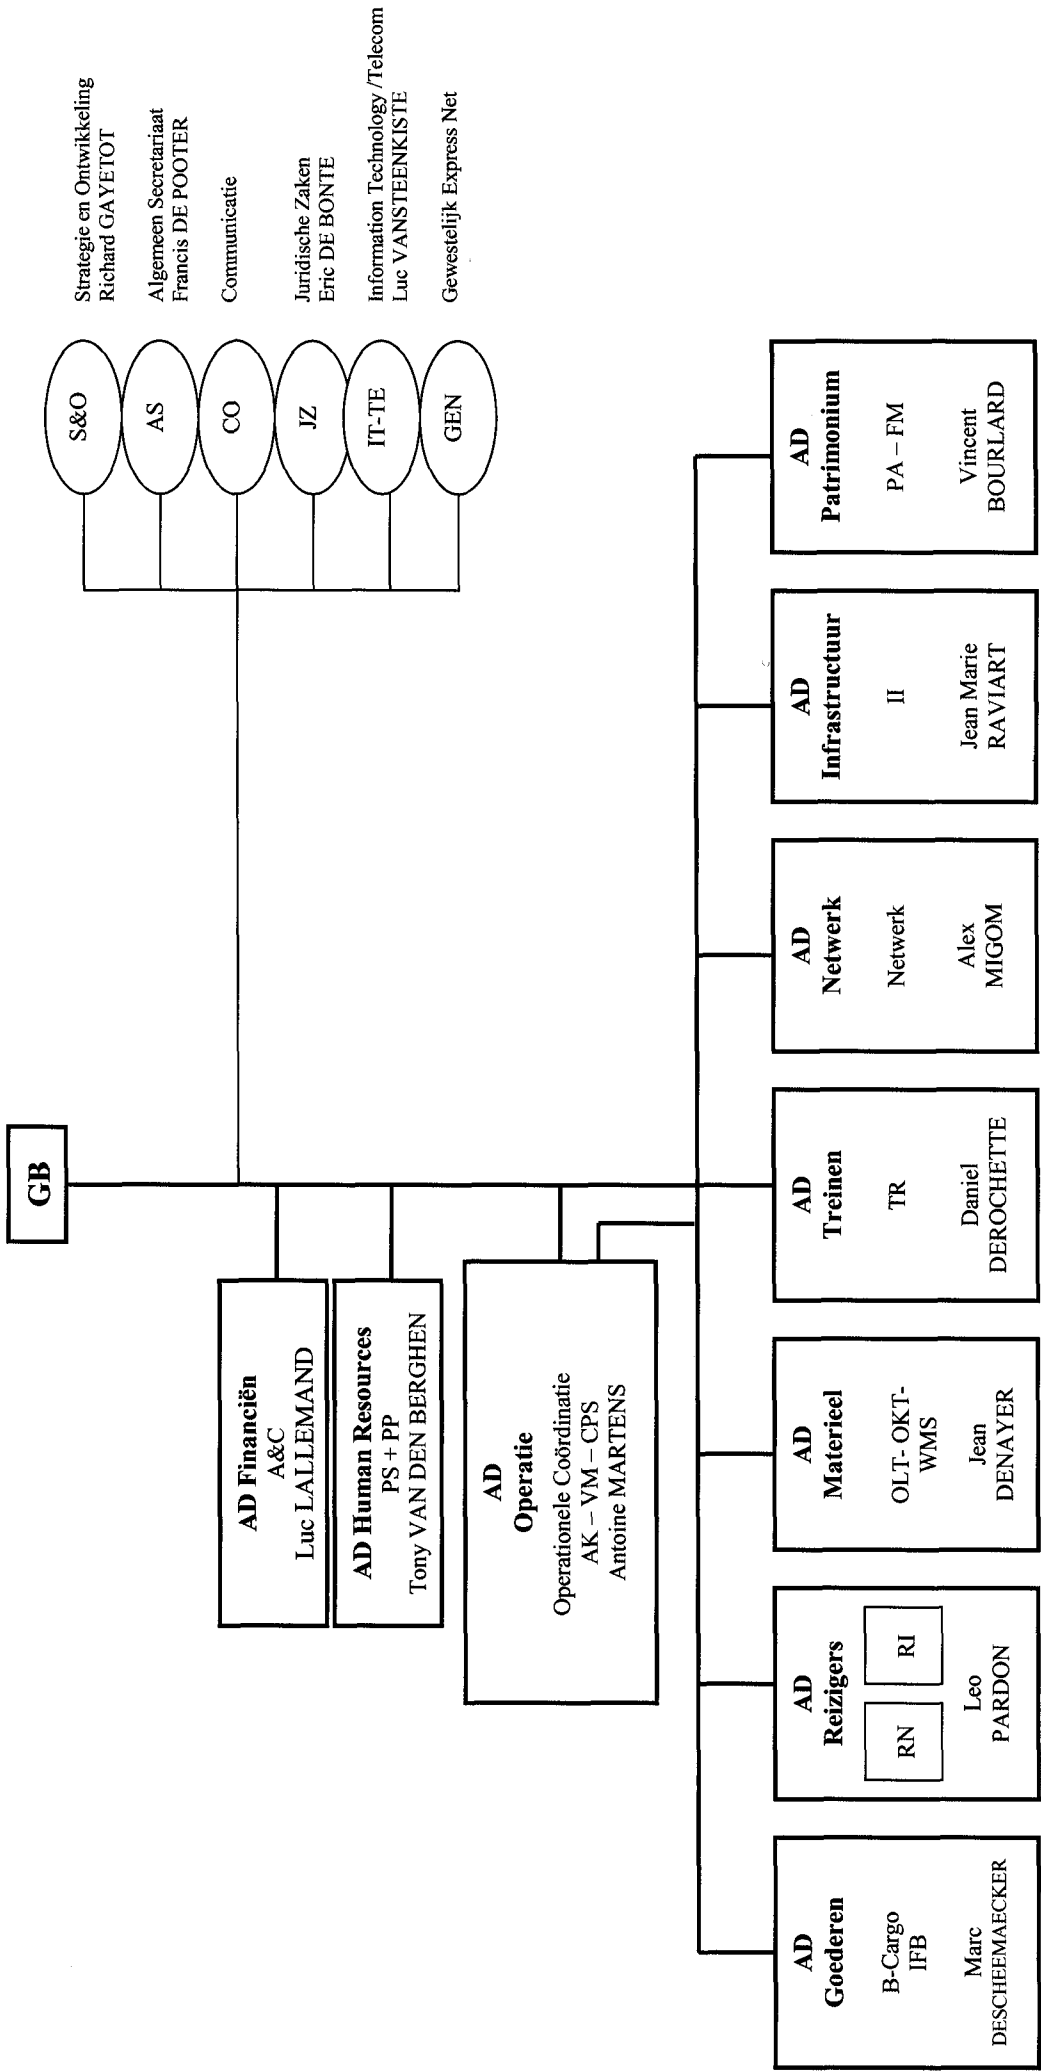 GB
S&O
Strategie en Ontwikkeling
Richard GAYETOT
AS
Algemeen Secretariaat
Francis DE POOTER
CO
Communicatie
JZ
Juridische Zaken
Eric DE BONTE
IT-TE
Information Technology /Telecom
Luc VANSTEENKISTE
GEN
Gewestelijk Express Net
AD Financiën
A&C
Luc LALLEMAND
AD Human Resources
PS + PP
Tony VAN DEN BERGHEN
AD
Operatie
Operationele Coördinatie
AK – VM – CPS
Antoine MARTENS
AD
Goederen
B-Cargo
IFB
Marc
DESCHEEMAECKER
AD
Reizigers
RN
RI
Leo
PARDON
AD
Materieel
OLT- OKT-
WMS
Jean
DENAYER
AD
Treinen
TR
Daniel
DEROCHETTE
AD
Netwerk
Netwerk
Alex
MIGOM
AD
Infrastructuur
II
Jean Marie
RAVIART
AD
Patrimonium
PA – FM
Vincent
BOURLARD